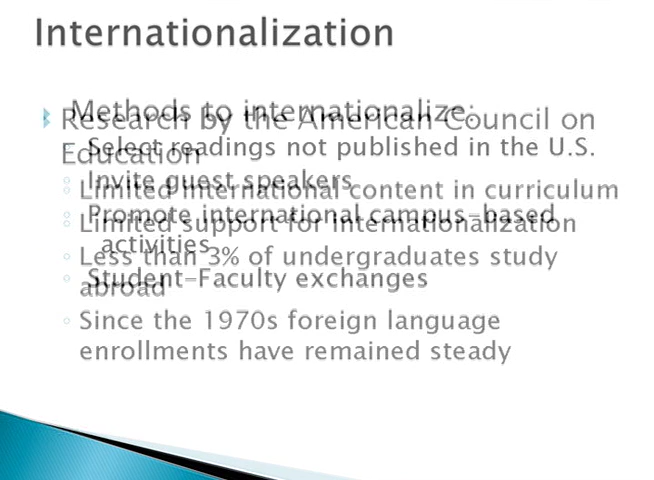 Internationalization
Methods to internationalize:
Research by the American Council on
Education
Select readings not published in the U.S.
Invite guest speakers
Limited international content in curriculum
Promote international campus-based
activities
Limited support for internationalization
Less than 3% of undergraduates study
abroad
Student-Faculty exchanges
Since the 1970s foreign language
enrollments have remained steady